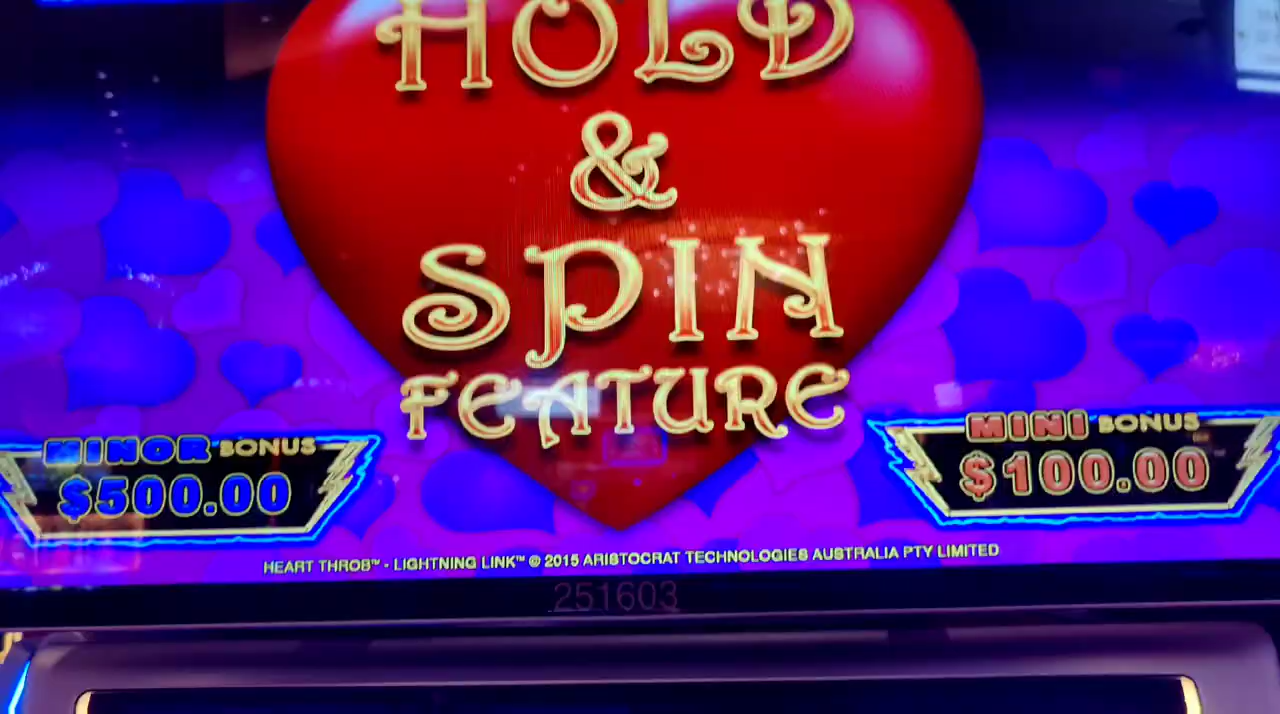 HOLD
&
SPIN
FEATURE
MINOR BONUS
$500.00
MINI BONUS
$100.00
HEART THROB™ - LIGHTNING LINK™ © 2015 ARISTOCRAT TECHNOLOGIES AUSTRALIA PTY LIMITED
251603